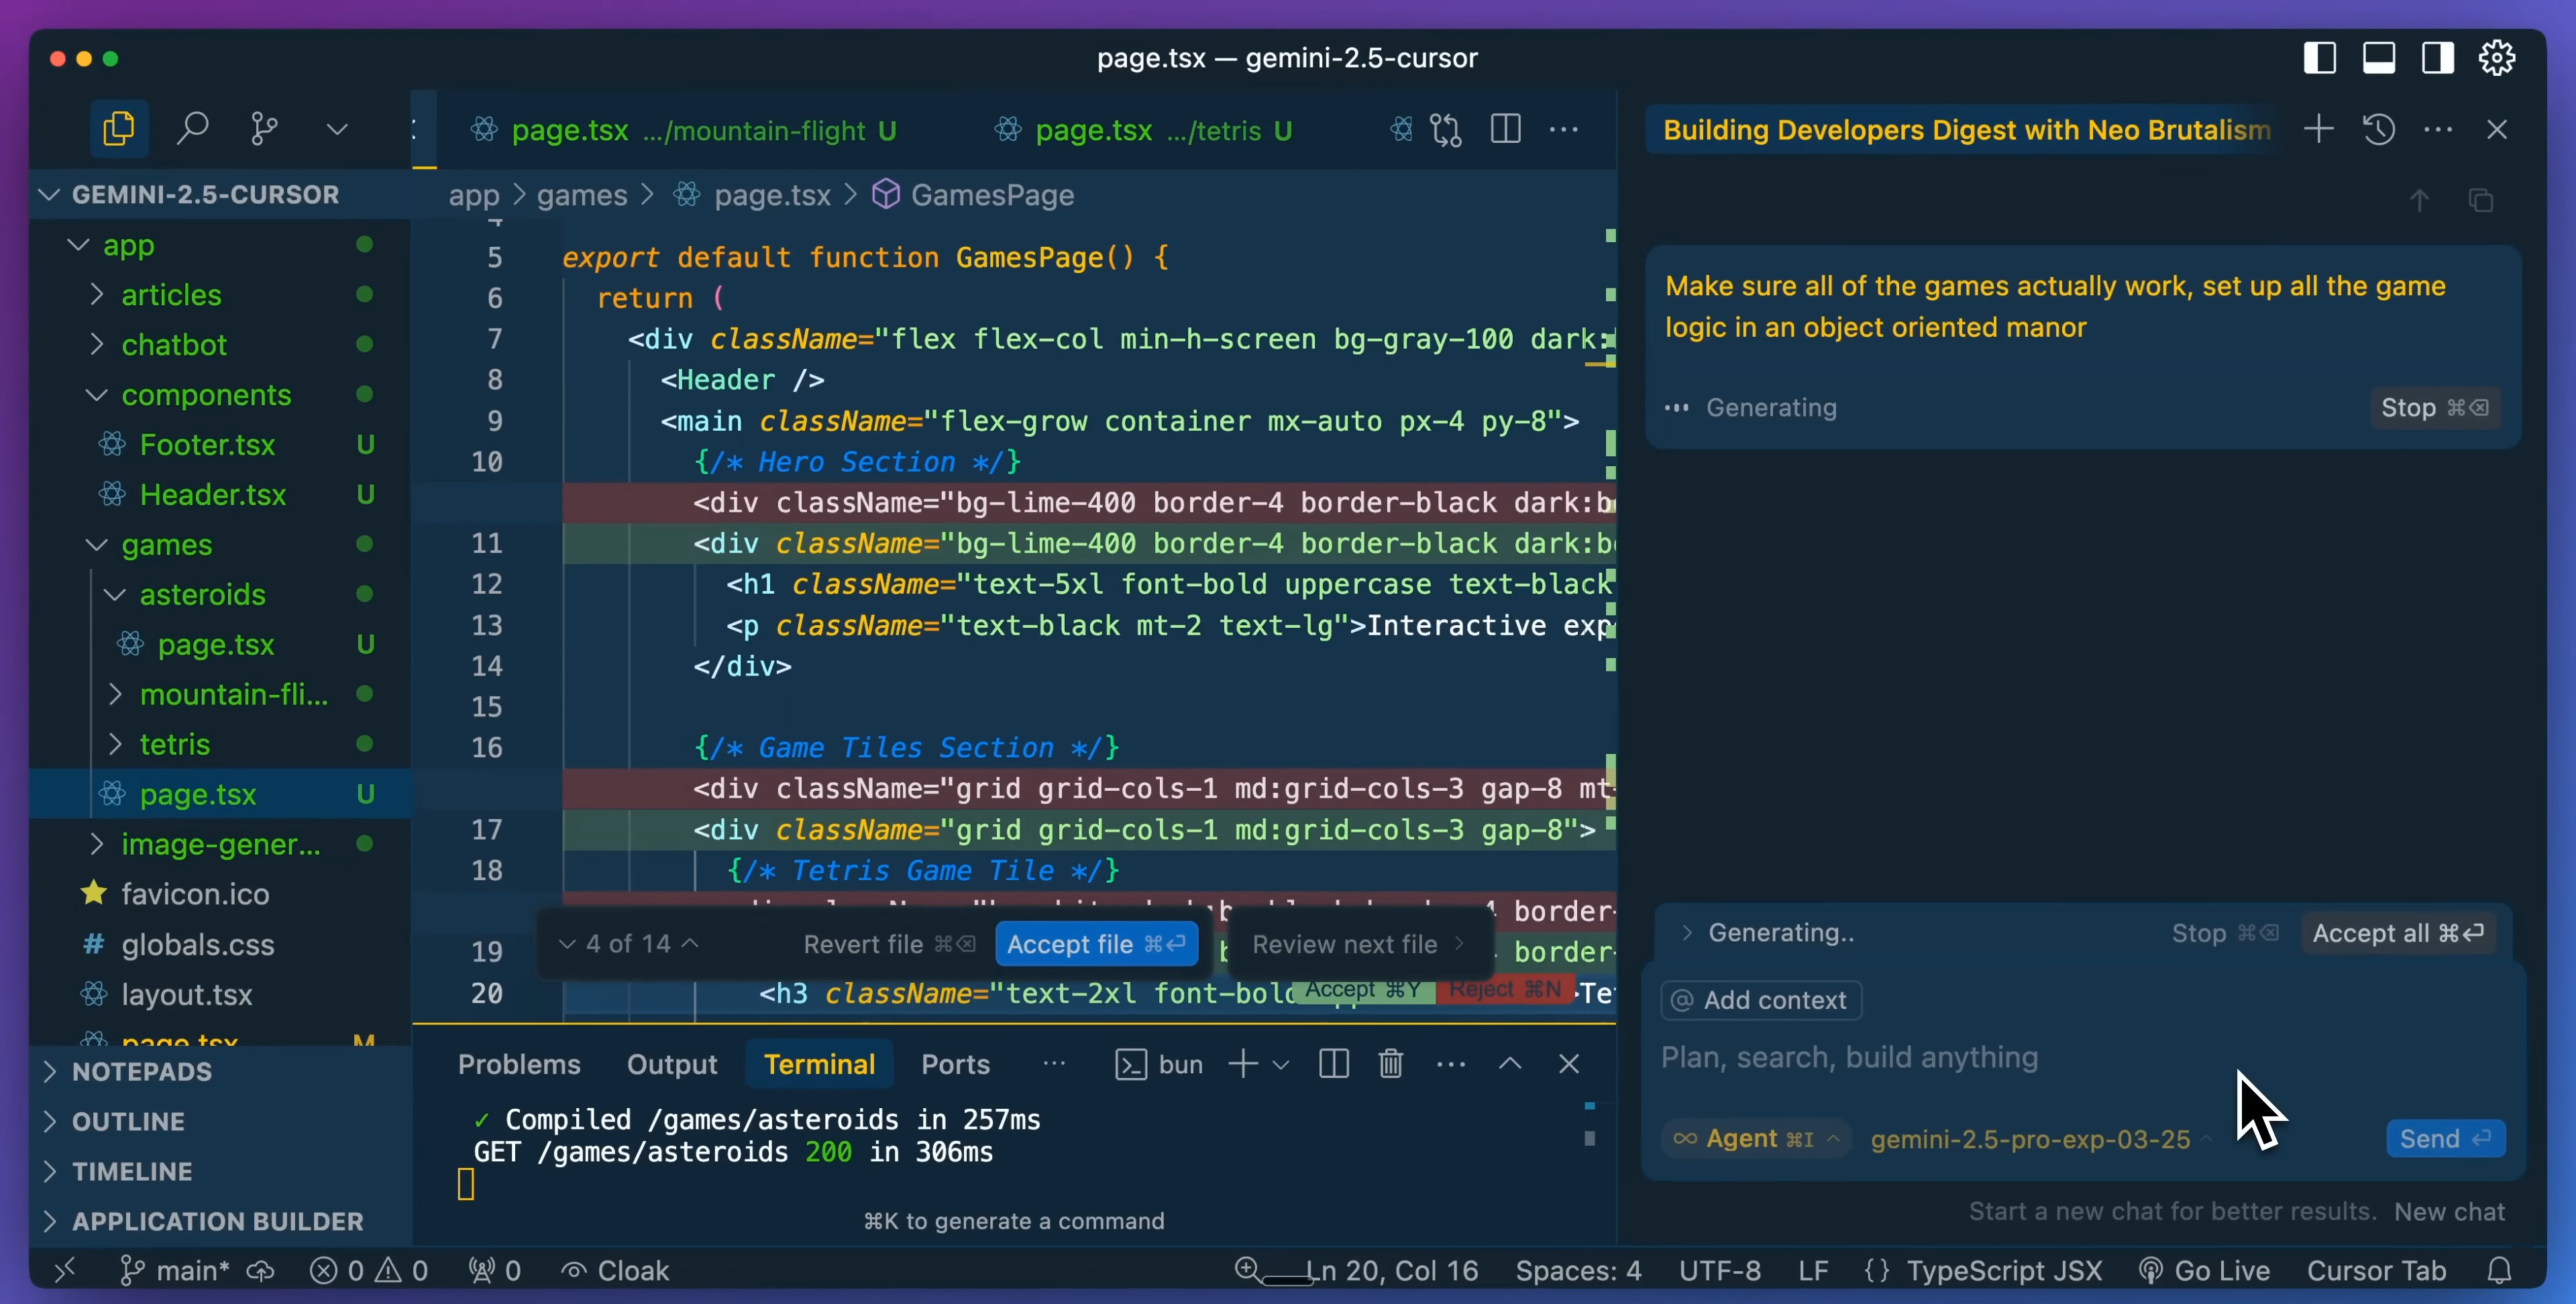 page.tsx — gemini-2.5-cursor
GEMINI-2.5-CURSOR
app
articles
chatbot
components
Footer.tsx U
Header.tsx U
games
asteroids
page.tsx U
mountain-fli...
tetris
page.tsx U
image-gener...
favicon.ico
globals.css
layout.tsx
page.tsx M
NOTEPADS
OUTLINE
TIMELINE
APPLICATION BUILDER
page.tsx .../mountain-flight U
page.tsx .../tetris U
app > games > page.tsx > GamesPage
4
5 export default function GamesPage() {
6 return (
7 <div className="flex flex-col min-h-screen bg-gray-100 dark:
8 <Header />
9 <main className="flex-grow container mx-auto px-4 py-8">
10 {/* Hero Section */}
<div className="bg-lime-400 border-4 border-black dark:b
11 <div className="bg-lime-400 border-4 border-black dark:b
12 <h1 className="text-5xl font-bold uppercase text-black
13 <p className="text-black mt-2 text-lg">Interactive exp
14 </div>
15
16 {/* Game Tiles Section */}
<div className="grid grid-cols-1 md:grid-cols-3 gap-8 mt-
17 <div className="grid grid-cols-1 md:grid-cols-3 gap-8">
18 {/* Tetris Game Tile */}
border-
19 border-
20 <h3 className="text-2xl font-bold >Te
4 of 14
Revert file ⌘⌫
Accept file ⌘⏎
Review next file >
Accept ⌘Y
Reject ⌘N
Problems Output Terminal Ports ... bun
✓ Compiled /games/asteroids in 257ms
GET /games/asteroids 200 in 306ms
⌘K to generate a command
Building Developers Digest with Neo Brutalism
Make sure all of the games actually work, set up all the game
logic in an object oriented manor
Generating
Stop ⌘⌫
Generating..
Stop ⌘⌫
Accept all ⌘⏎
@ Add context
Plan, search, build anything
∞ Agent ⌘I gemini-2.5-pro-exp-03-25
Send ⏎
Start a new chat for better results. New chat
main* 0 0 0 Cloak
Ln 20, Col 16 Spaces: 4 UTF-8 LF {} TypeScript JSX Go Live Cursor Tab